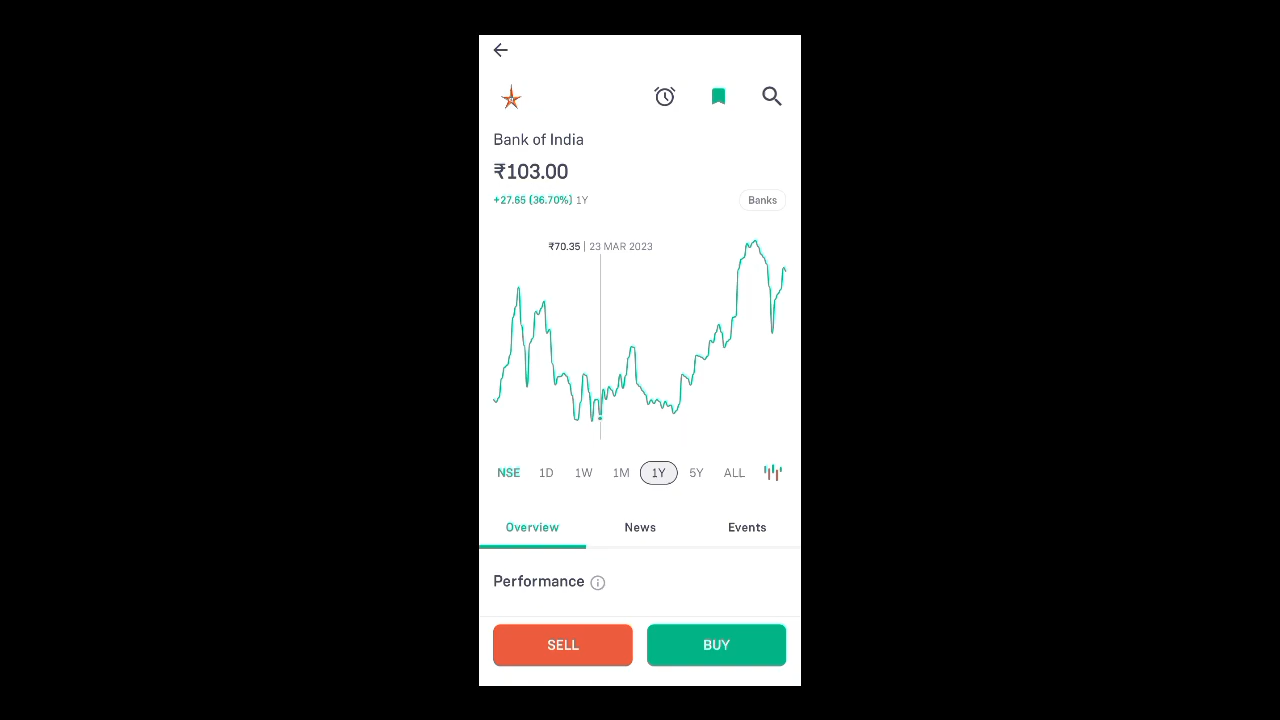 Bank of India
₹103.00
+27.65 (36.70%) 1Y
Banks
₹70.35 | 23 MAR 2023
NSE 1D 1W 1M 1Y 5Y ALL
Overview News Events
Performance
SELL BUY